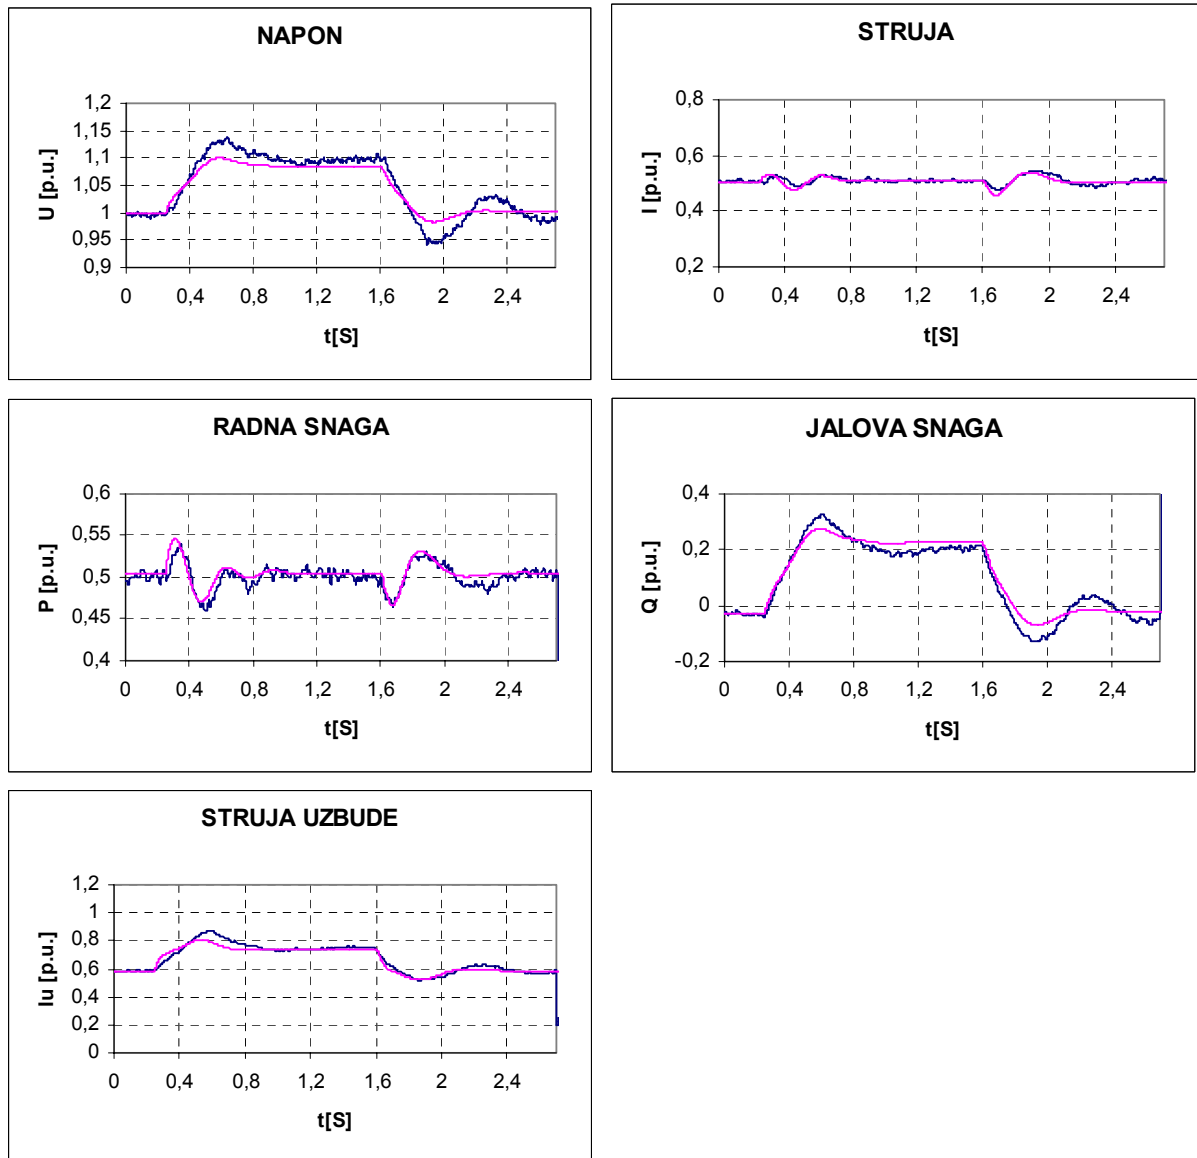 NAPON
U [p.u.]
1,2
1,15
1,1
1,05
1
0,95
0,9
0 0,4 0,8 1,2 1,6 2 2,4
t[S]
STRUJA
I [p.u.]
0,8
0,6
0,4
0,2
0 0,4 0,8 1,2 1,6 2 2,4
t[S]
RADNA SNAGA
P [p.u.]
0,6
0,55
0,5
0,45
0,4
0 0,4 0,8 1,2 1,6 2 2,4
t[S]
JALOVA SNAGA
Q [p.u.]
0,4
0,2
0
-0,2
0 0,4 0,8 1,2 1,6 2 2,4
t[S]
STRUJA UZBUDE
Iu [p.u.]
1,2
1
0,8
0,6
0,4
0,2
0
0 0,4 0,8 1,2 1,6 2 2,4
t[S]